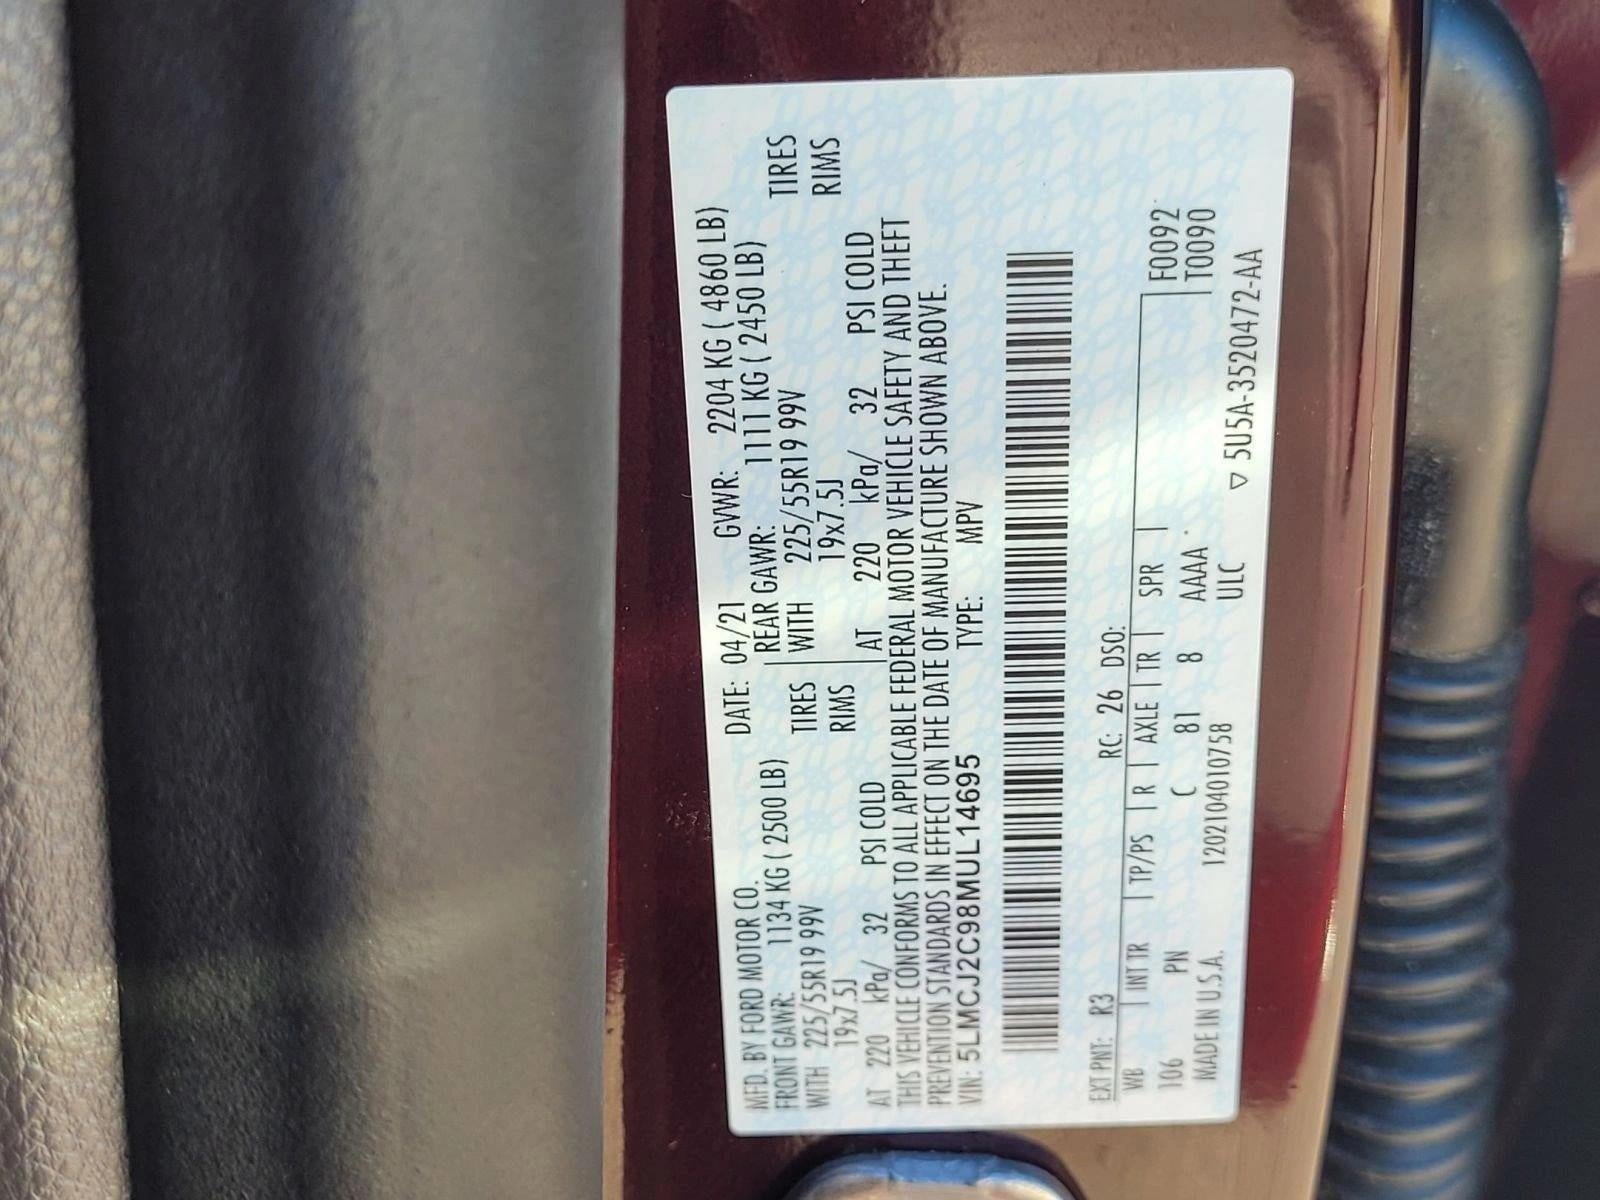 MFD. BY FORD MOTOR CO. DATE: 04/21 GVWR: 2204 KG ( 4860 LB)
FRONT GAWR: 1134 KG ( 2500 LB) REAR GAWR: 1111 KG ( 2450 LB)
WITH 225/55R19 99V TIRES WITH 225/55R19 99V TIRES
19x7.5J RIMS 19x7.5J RIMS
AT 220 kPa/ 32 PSI COLD AT 220 kPa/ 32 PSI COLD
THIS VEHICLE CONFORMS TO ALL APPLICABLE FEDERAL MOTOR VEHICLE SAFETY AND THEFT
PREVENTION STANDARDS IN EFFECT ON THE DATE OF MANUFACTURE SHOWN ABOVE.
VIN: 5LMCJ2C98MUL14695 TYPE: MPV
EXT PNT: R3 RC: 26 DSO:
WB | INT TR | TP/PS | R | AXLE | TR | SPR | F0092
106 PN C 81 8 AAAA T0090
MADE IN U.S.A. 120210401075​8 ULC
▽ 5U5A-3520472-AA